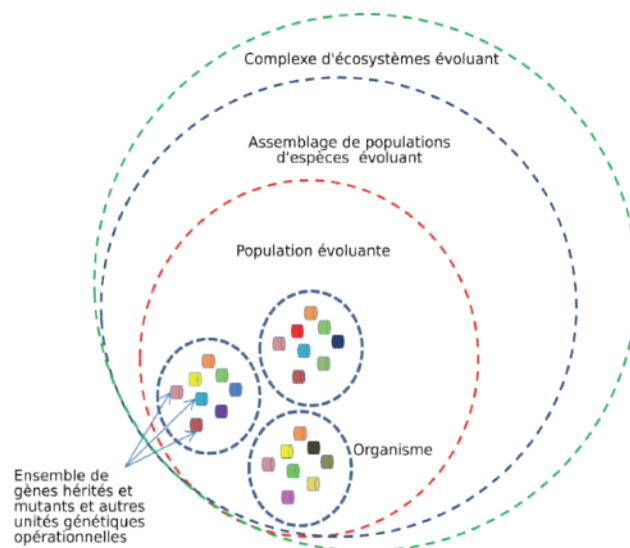 Complexe d'écosystèmes évoluant
Assemblage de populations
d'espèces évoluant
Population évoluante
Organisme
Ensemble de
gènes hérités et
mutants et autres
unités génétiques
opérationnelles